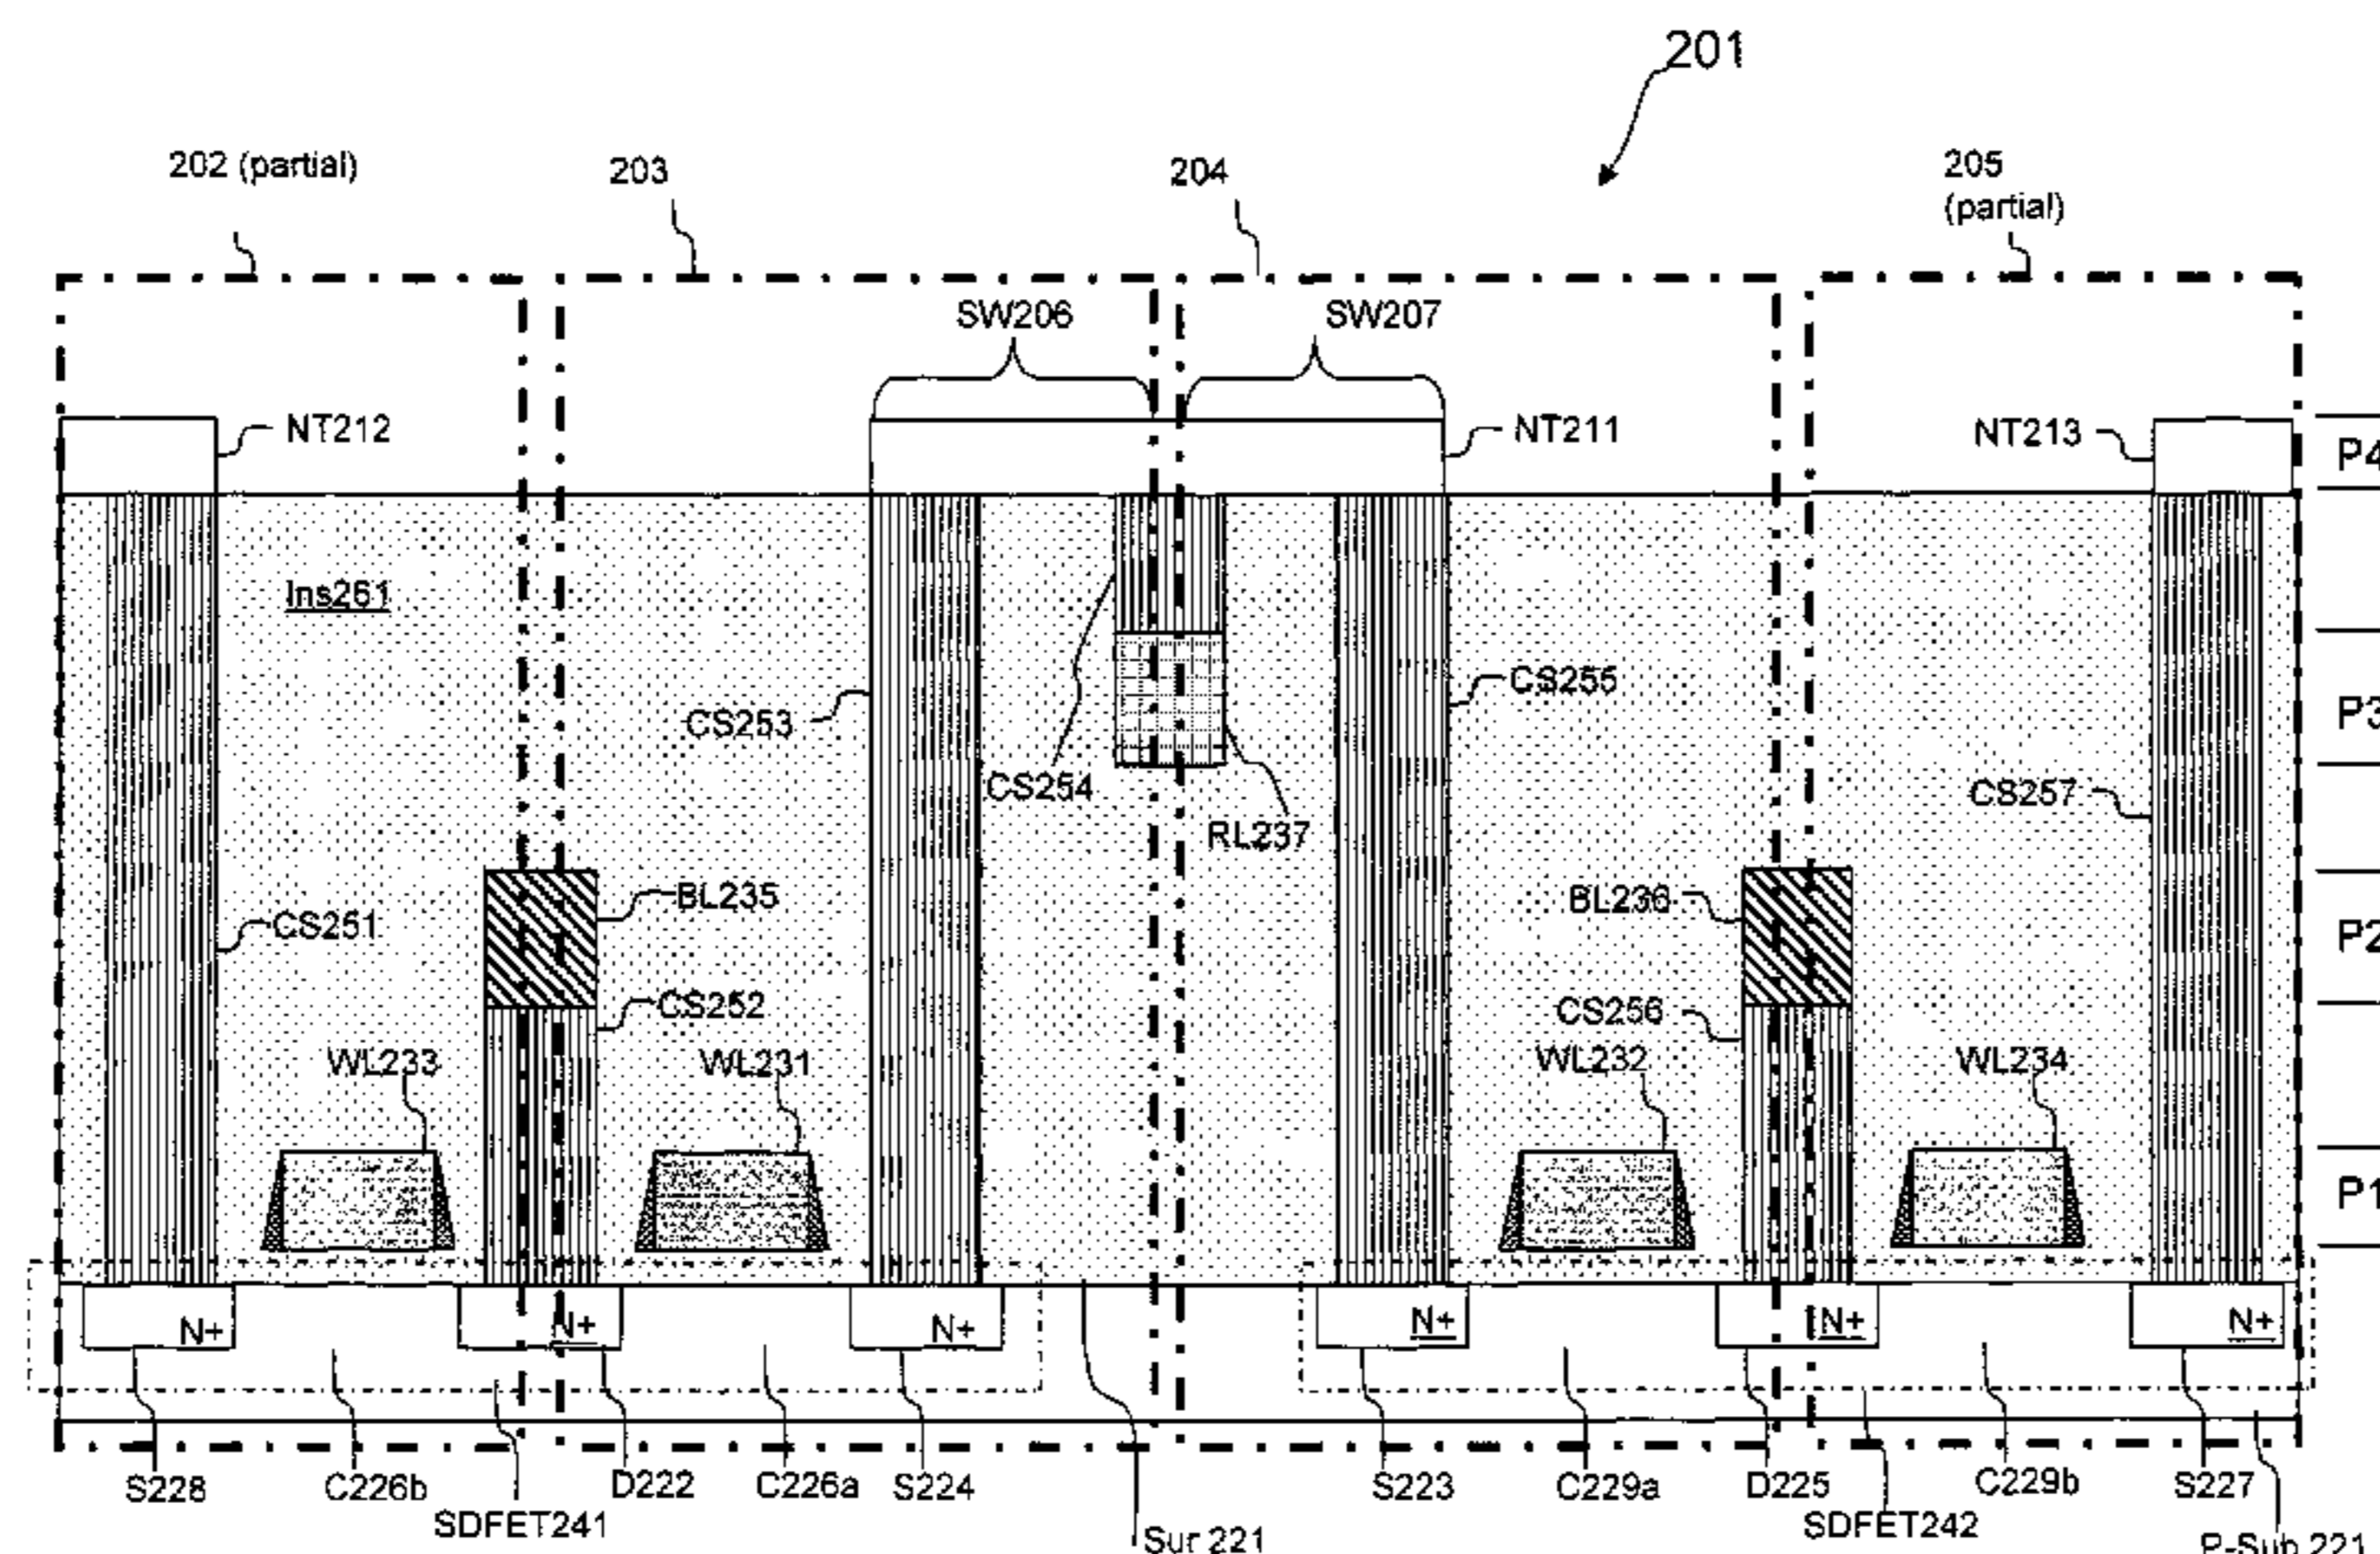 201
202 (partial)
203
204
205
(partial)
SW206
SW207
NT212
NT211
NT213
P4
Ins261
CS253
CS254
CS255
P3
RL237
CS257
CS251
BL235
BL236
P2
CS252
CS256
WL233
WL231
WL232
WL234
P1
N+
N+
N+
N+
N+
N+
S228
C226b
D222
C226a
S224
S223
C229a
D225
C229b
S227
SDFET241
SDFET242
Sur 221
P-Sub 221